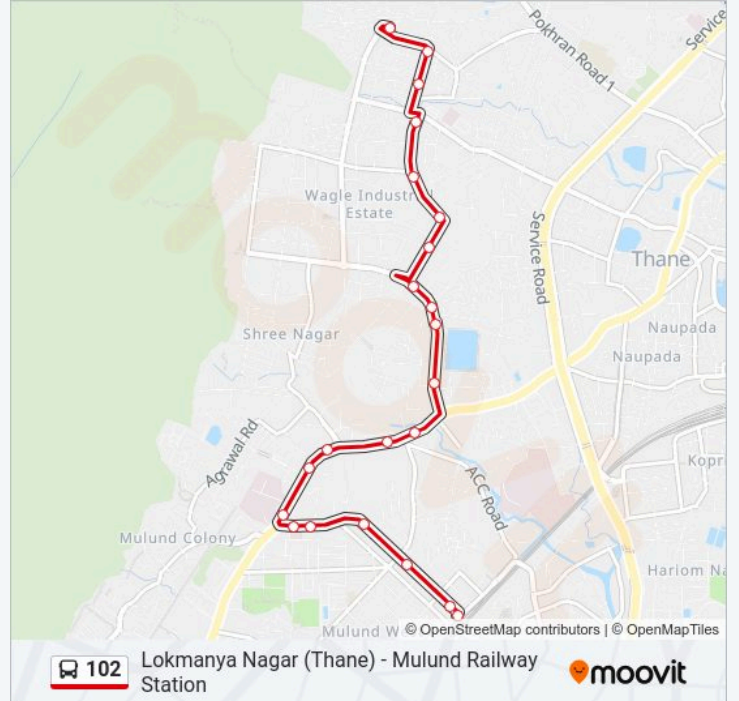 Pokhran Road 1
Service
Wagle Industri
Estate
Service Road
Thane
Naupada
Shree Nagar
Naupada
Agrawal Rd
Kopr
ACC Road
Mulund Colony
Hariom Na
Mulund W
© OpenStreetMap contributors | © OpenMapTiles
102
Lokmanya Nagar (Thane) - Mulund Railway
Station
moovit